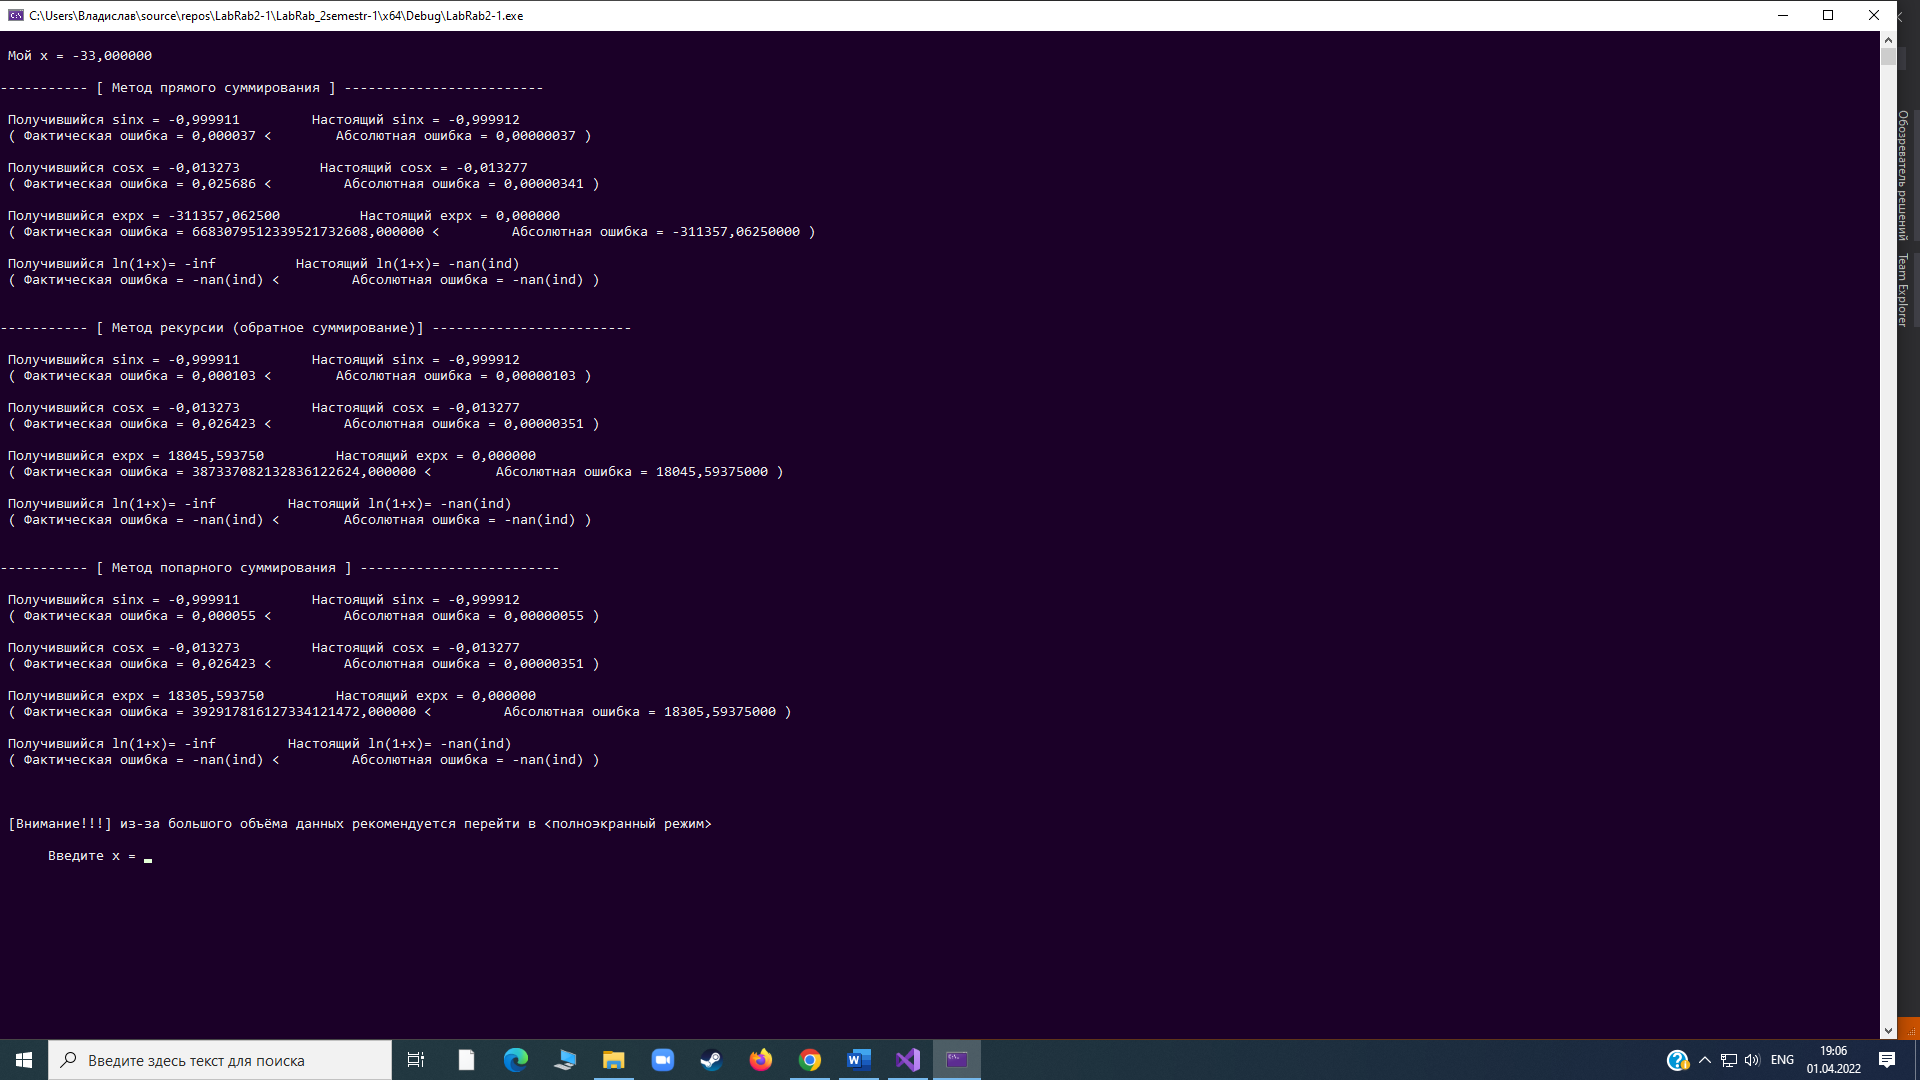 C:\Users\Владислав\source\repos\LabRab2-1\LabRab_2semestr-1\x64\Debug\LabRab2-1.exe
Мой x = -33,000000
----------- [ Метод прямого суммирования ] -------------------------
Получившийся sinx = -0,999911 Настоящий sinx = -0,999912
( Фактическая ошибка = 0,000037 < Абсолютная ошибка = 0,00000037 )
Получившийся cosx = -0,013273 Настоящий cosx = -0,013277
( Фактическая ошибка = 0,025686 < Абсолютная ошибка = 0,00000341 )
Получившийся expx = -311357,062500 Настоящий expx = 0,000000
( Фактическая ошибка = 6683079512339521732608,000000 < Абсолютная ошибка = -311357,06250000 )
Получившийся ln(1+x)= -inf Настоящий ln(1+x)= -nan(ind)
( Фактическая ошибка = -nan(ind) < Абсолютная ошибка = -nan(ind) )
----------- [ Метод рекурсии (обратное суммирование)] -------------------------
Получившийся sinx = -0,999911 Настоящий sinx = -0,999912
( Фактическая ошибка = 0,000103 < Абсолютная ошибка = 0,00000103 )
Получившийся cosx = -0,013273 Настоящий cosx = -0,013277
( Фактическая ошибка = 0,026423 < Абсолютная ошибка = 0,00000351 )
Получившийся expx = 18045,593750 Настоящий expx = 0,000000
( Фактическая ошибка = 387337082132836122624,000000 < Абсолютная ошибка = 18045,59375000 )
Получившийся ln(1+x)= -inf Настоящий ln(1+x)= -nan(ind)
( Фактическая ошибка = -nan(ind) < Абсолютная ошибка = -nan(ind) )
----------- [ Метод попарного суммирования ] -------------------------
Получившийся sinx = -0,999911 Настоящий sinx = -0,999912
( Фактическая ошибка = 0,000055 < Абсолютная ошибка = 0,00000055 )
Получившийся cosx = -0,013273 Настоящий cosx = -0,013277
( Фактическая ошибка = 0,026423 < Абсолютная ошибка = 0,00000351 )
Получившийся expx = 18305,593750 Настоящий expx = 0,000000
( Фактическая ошибка = 392917816127334121472,000000 < Абсолютная ошибка = 18305,59375000 )
Получившийся ln(1+x)= -inf Настоящий ln(1+x)= -nan(ind)
( Фактическая ошибка = -nan(ind) < Абсолютная ошибка = -nan(ind) )
[Внимание!!!] из-за большого объёма данных рекомендуется перейти в <полноэкранный режим>
Введите x =
Обозреватель решений
Team Explorer
Введите здесь текст для поиска
ENG
19:06
01.04.2022